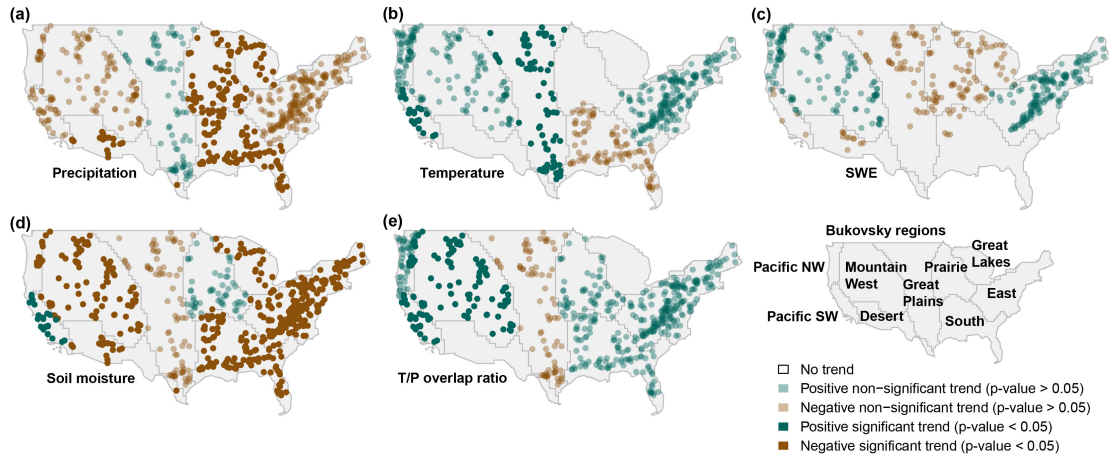 (a)
(b)
(c)
Precipitation
Temperature
SWE
(d)
(e)
Soil moisture
T/P overlap ratio
Bukovsky regions
Pacific NW
Mountain
West
Prairie
Great
Lakes
Great
Plains
East
Pacific SW
Desert
South
No trend
Positive non-significant trend (p-value > 0.05)
Negative non-significant trend (p-value > 0.05)
Positive significant trend (p-value < 0.05)
Negative significant trend (p-value < 0.05)